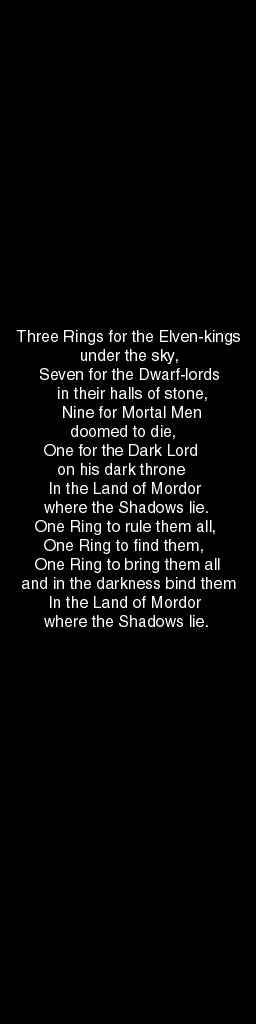 Three Rings for the Elven-kings
under the sky,
Seven for the Dwarf-lords
in their halls of stone,
Nine for Mortal Men
doomed to die,
One for the Dark Lord
on his dark throne
In the Land of Mordor
where the Shadows lie.
One Ring to rule them all,
One Ring to find them,
One Ring to bring them all
and in the darkness bind them
In the Land of Mordor
where the Shadows lie.